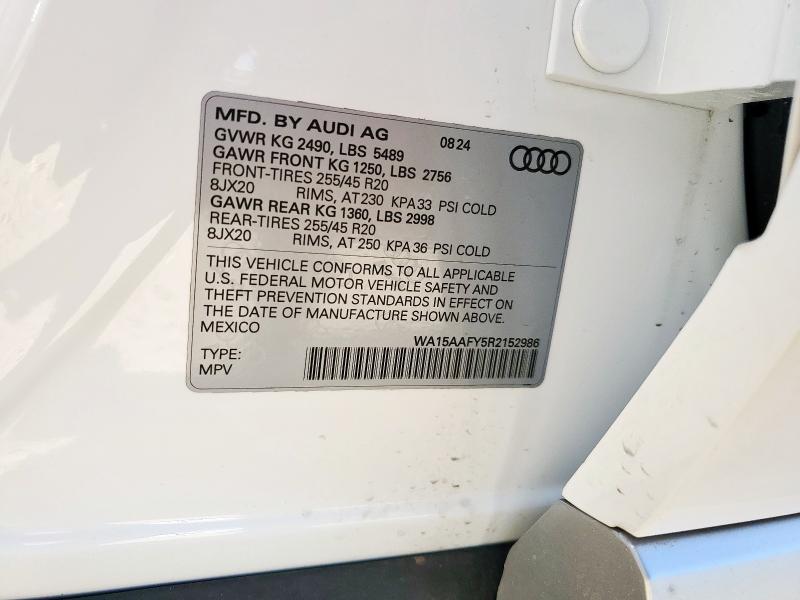 MFD. BY AUDI AG 08 24
GVWR KG 2490, LBS 5489
GAWR FRONT KG 1250, LBS 2756
FRONT-TIRES 255/45 R20
8JX20 RIMS, AT 230 KPA 33 PSI COLD
GAWR REAR KG 1360, LBS 2998
REAR-TIRES 255/45 R20
8JX20 RIMS, AT 250 KPA 36 PSI COLD
THIS VEHICLE CONFORMS TO ALL APPLICABLE
U.S. FEDERAL MOTOR VEHICLE SAFETY AND
THEFT PREVENTION STANDARDS IN EFFECT ON
THE DATE OF MANUFACTURE SHOWN ABOVE.
MEXICO
WA15AAFY5R2152986
TYPE:
MPV